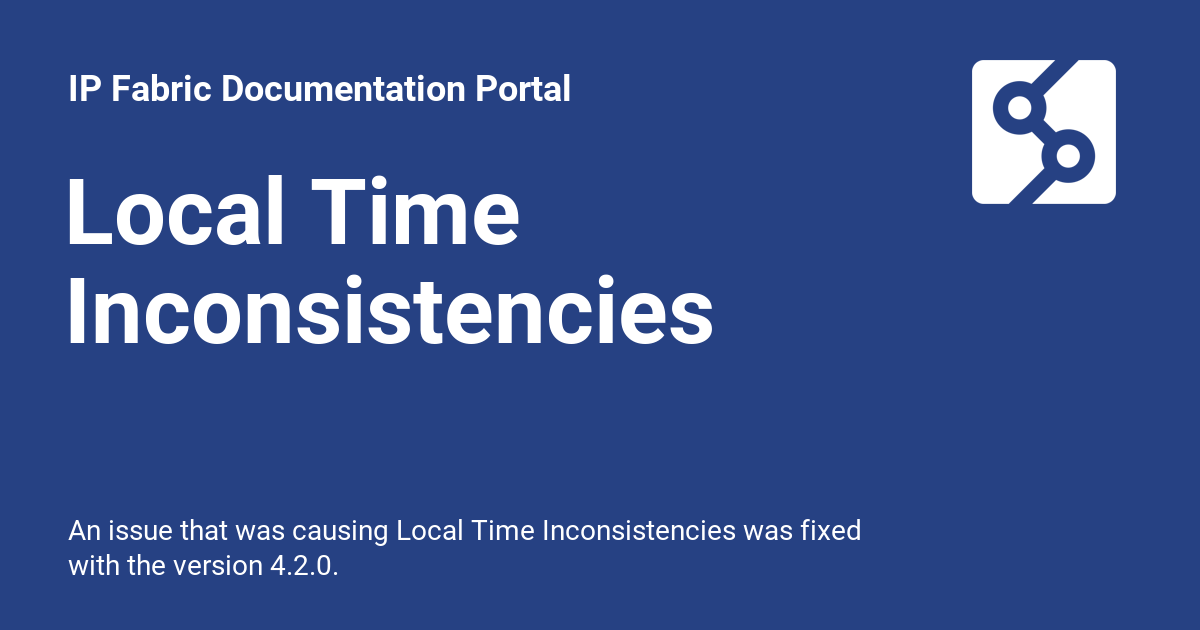 IP Fabric Documentation Portal
Local Time
Inconsistencies
An issue that was causing Local Time Inconsistencies was fixed
with the version 4.2.0.